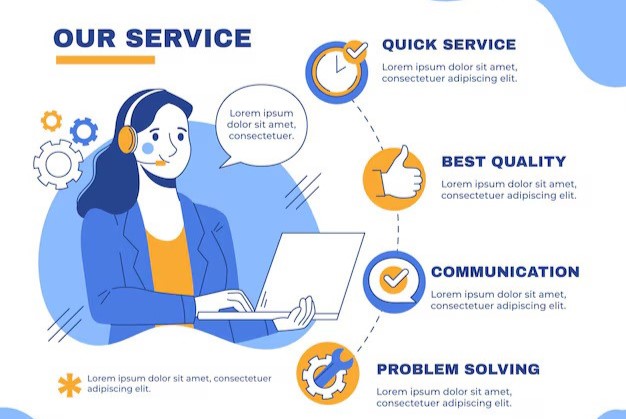 OUR SERVICE
Lorem ipsum
dolor sit amet,
consectetuer.
QUICK SERVICE
Lorem ipsum dolor sit amet,
consectetuer adipiscing elit.
BEST QUALITY
Lorem ipsum dolor sit amet,
consectetuer adipiscing elit.
COMMUNICATION
Lorem ipsum dolor sit amet,
consectetuer adipiscing elit.
PROBLEM SOLVING
Lorem ipsum dolor sit amet,
consectetuer adipiscing elit.
Lorem ipsum dolor sit amet, consectetuer
adipiscing elit.